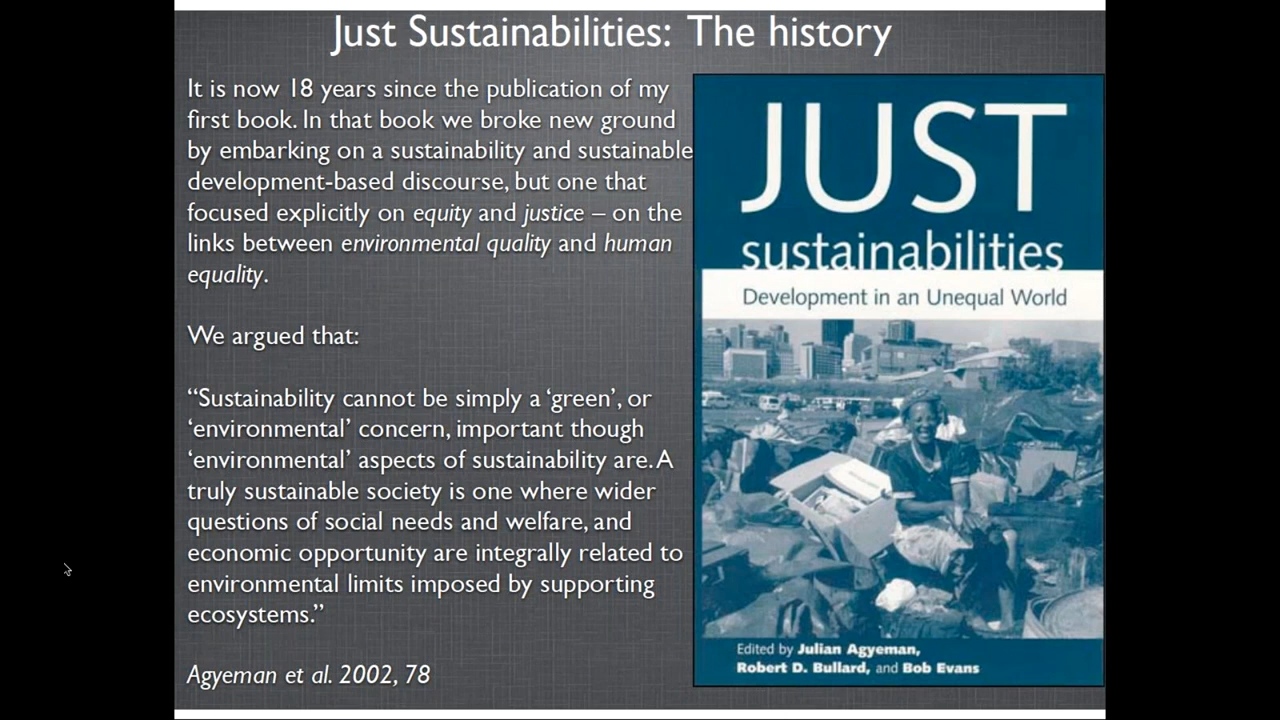 Just Sustainabilities: The history
It is now 18 years since the publication of my
first book. In that book we broke new ground
by embarking on a sustainability and sustainable
development-based discourse, but one that
focused explicitly on equity and justice – on the
links between environmental quality and human
equality.
We argued that:
“Sustainability cannot be simply a ‘green’, or
‘environmental’ concern, important though
‘environmental’ aspects of sustainability are. A
truly sustainable society is one where wider
questions of social needs and welfare, and
economic opportunity are integrally related to
environmental limits imposed by supporting
ecosystems.”
Agyeman et al. 2002, 78
JUST
sustainabilities
Development in an Unequal World
Edited by Julian Agyeman,
Robert D. Bullard, and Bob Evans